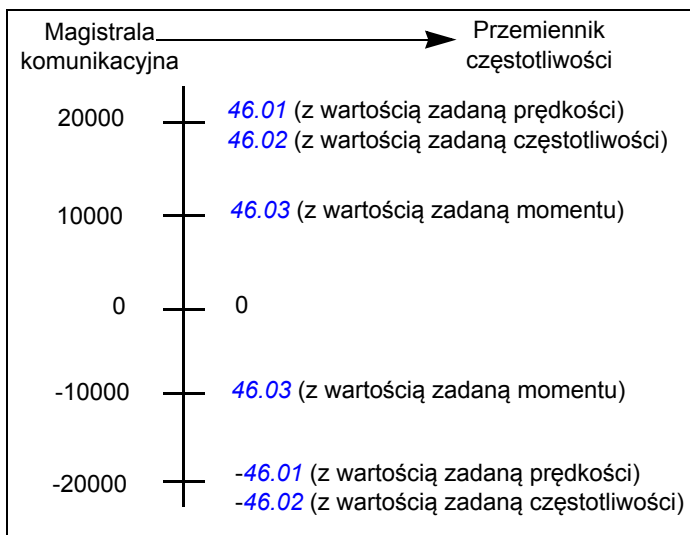 Magistrala komunikacyjna
Przemiennik częstotliwości
20000
46.01 (z wartością zadaną prędkości)
46.02 (z wartością zadaną częstotliwości)
10000
46.03 (z wartością zadaną momentu)
0
0
-10000
46.03 (z wartością zadaną momentu)
-20000
-46.01 (z wartością zadaną prędkości)
-46.02 (z wartością zadaną częstotliwości)